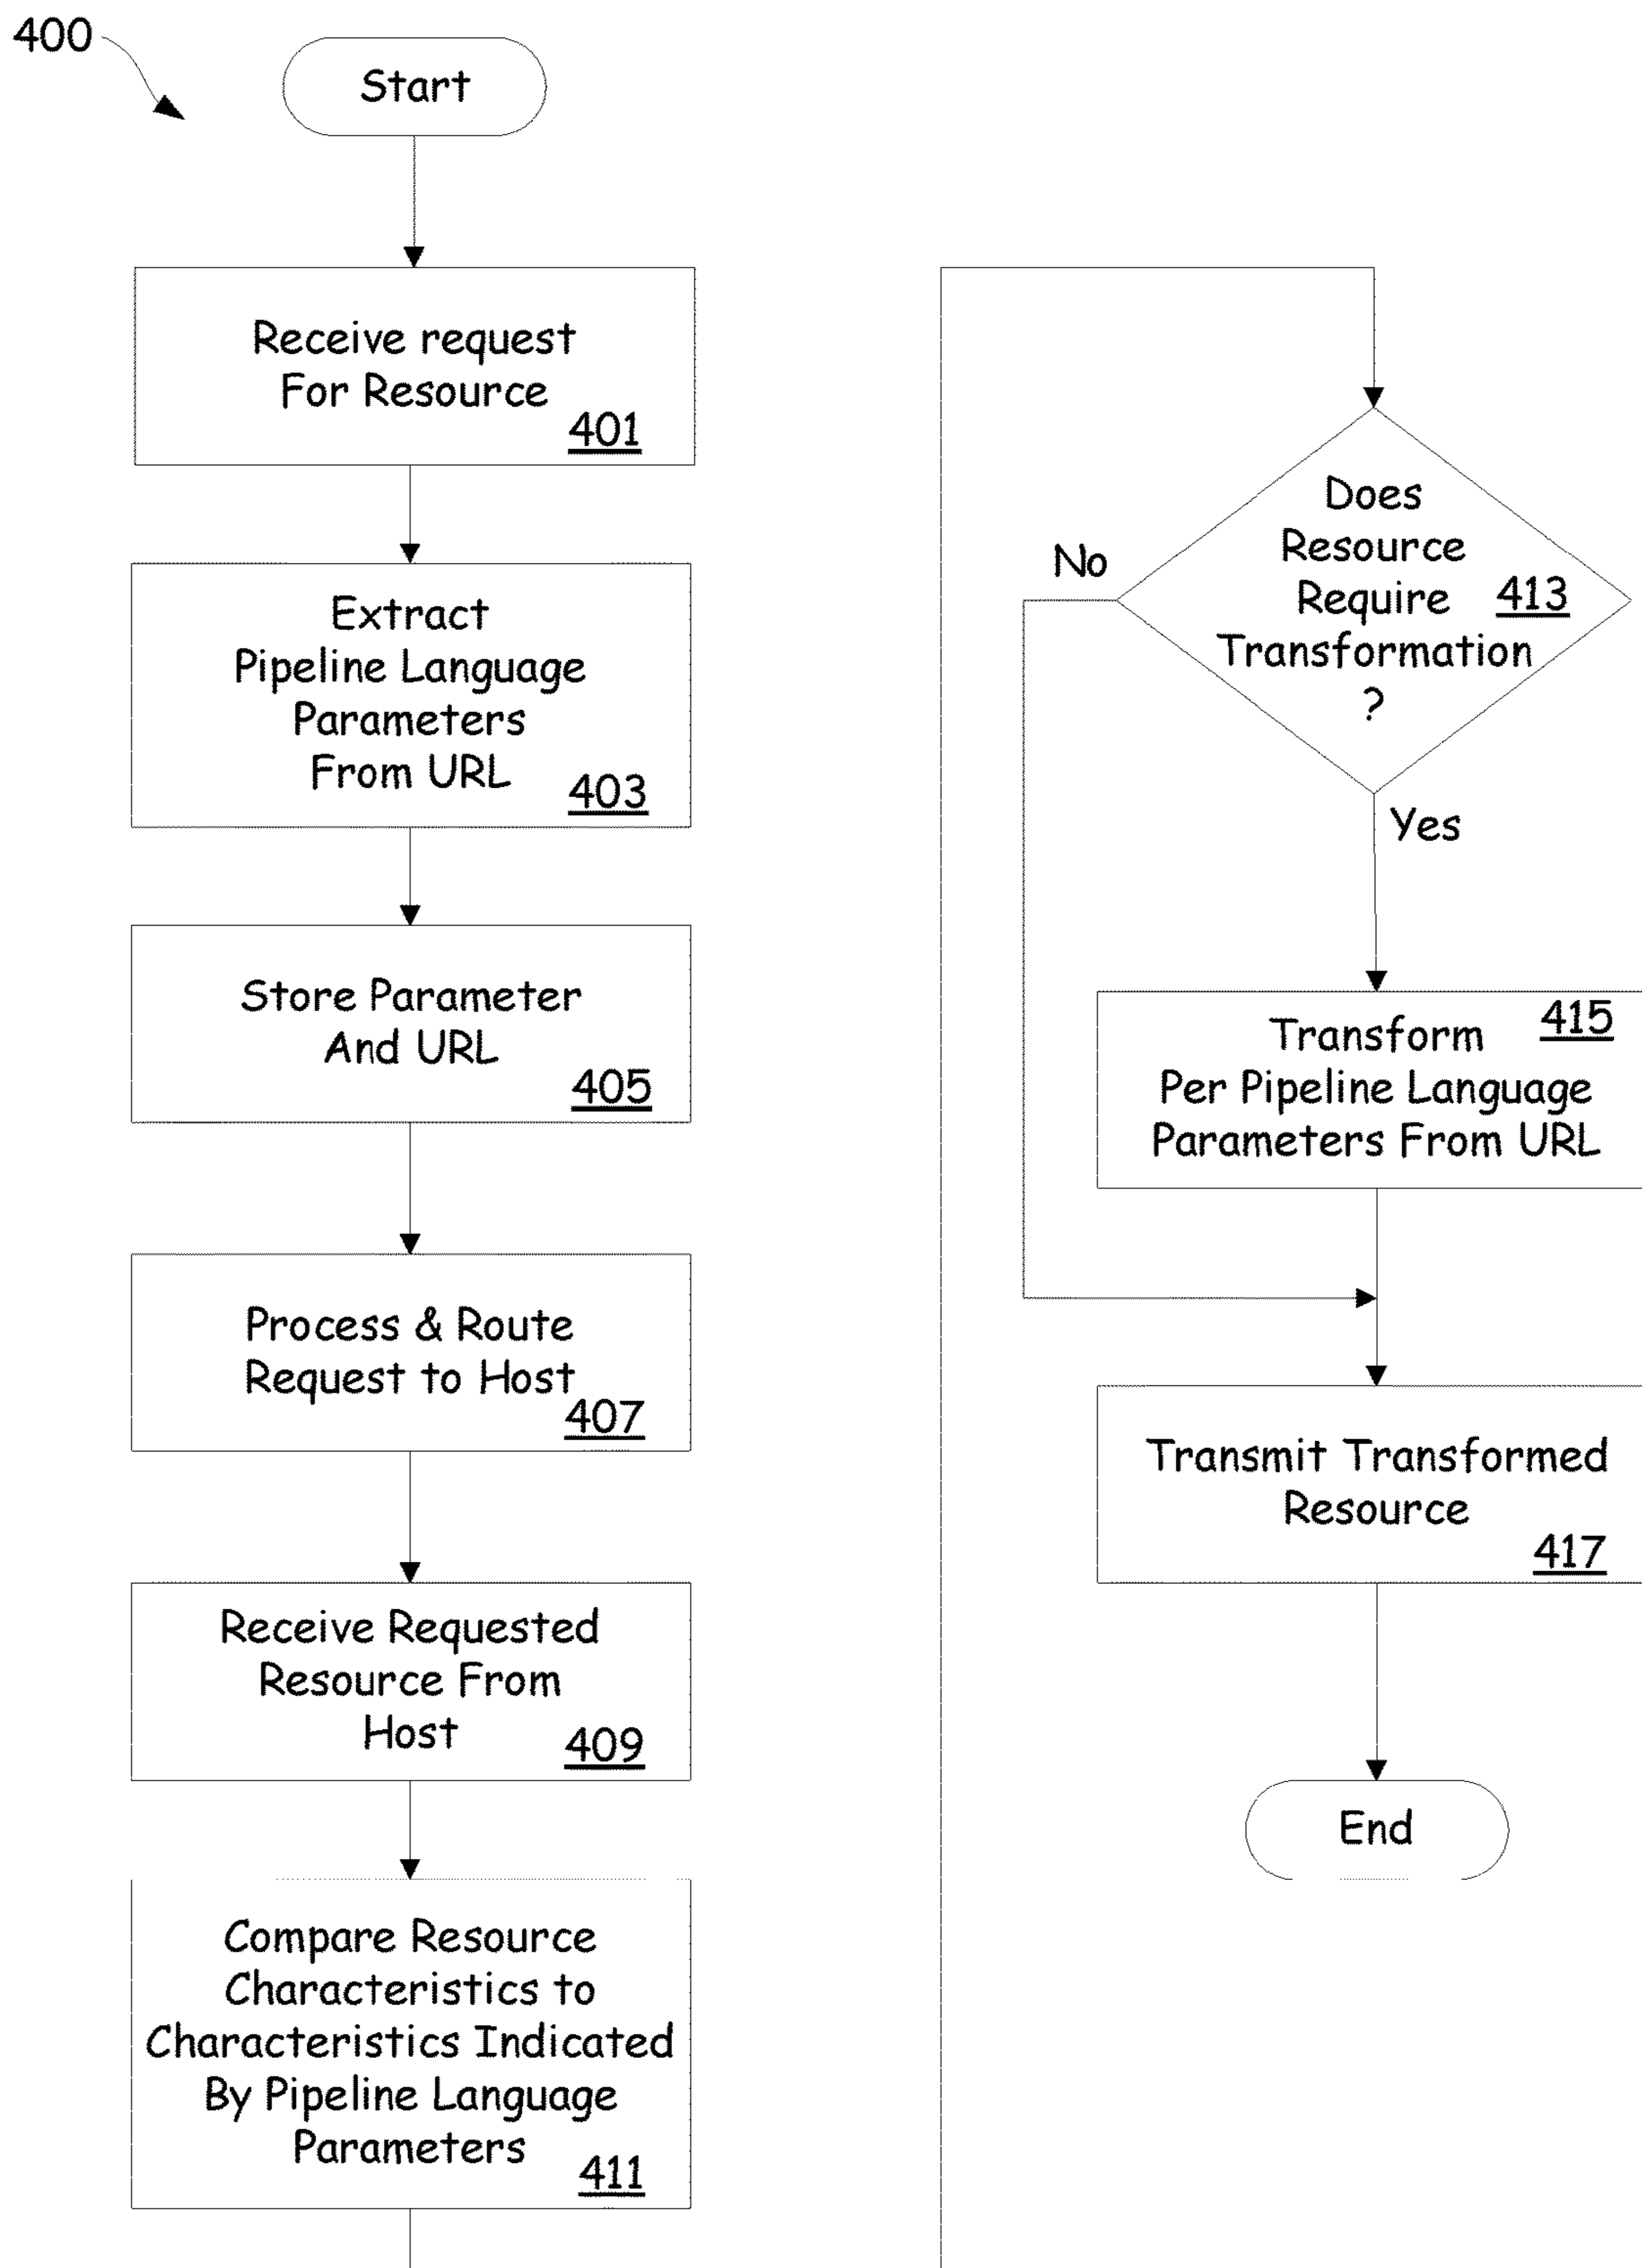 400
Start
Receive request
For Resource
401
Extract
Pipeline Language
Parameters
From URL
403
Store Parameter
And URL
405
Process & Route
Request to Host
407
Receive Requested
Resource From
Host
409
Compare Resource
Characteristics to
Characteristics Indicated
By Pipeline Language
Parameters
411
Does
Resource
Require
Transformation
?
413
No
Yes
415
Transform
Per Pipeline Language
Parameters From URL
Transmit Transformed
Resource
417
End